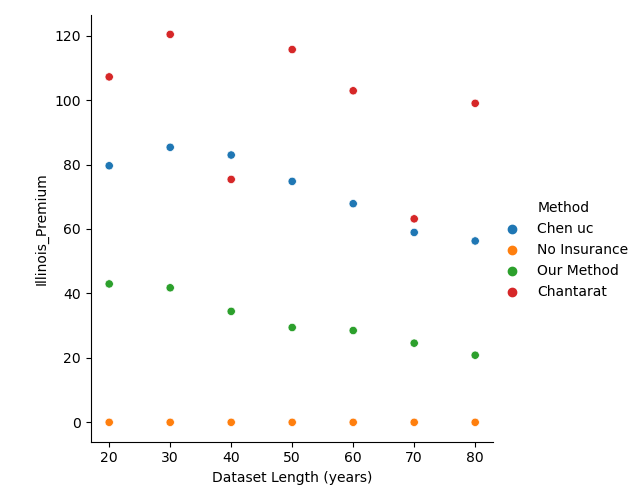 120
100
80
60
40
20
0
Illinois_Premium
20 30 40 50 60 70 80
Dataset Length (years)
Method
Chen uc
No Insurance
Our Method
Chantarat